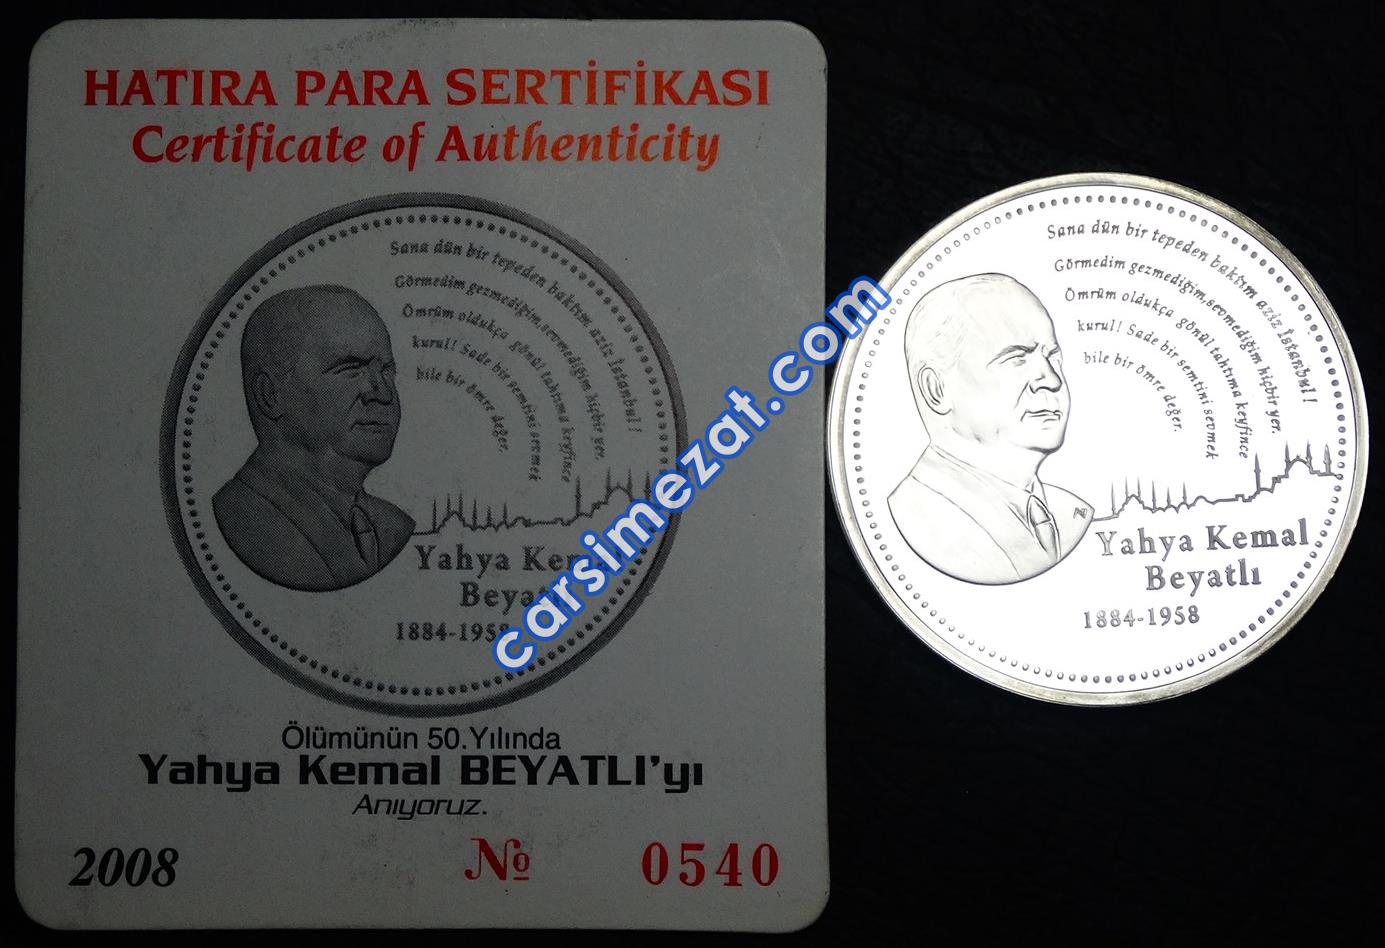 HATIRA PARA SERTİFİKASI
Certificate of Authenticity
Sana dün bir tepeden baktım aziz İstanbul!
Görmedim gezmediğim, sevmediğim hiçbir yer.
Ömrüm oldukça gönül tahtıma keyfince
kurul! Sade bir semtini sevmek
bile bir ömre değer.
Yahya Kemal
Beyatlı
1884-1958
Ölümünün 50.Yılında
Yahya Kemal BEYATLI'yı
Anıyoruz.
2008 № 0540
Sana dün bir tepeden baktım aziz İstanbul!
Görmedim gezmediğim, sevmediğim hiçbir yer.
Ömrüm oldukça gönül tahtıma keyfince
kurul! Sade bir semtini sevmek
bile bir ömre değer.
Yahya Kemal
Beyatlı
1884-1958
carsimezat.com